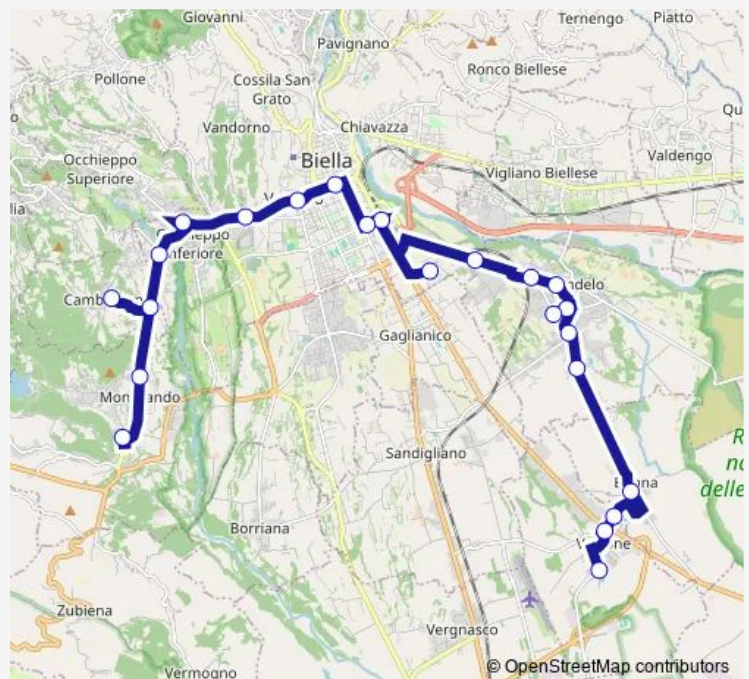 Giovanni
Ternengo
Piatto
Pavignano
Pollone
Cossila San
Grato
Ronco Biellese
Vandorno
Chiavazza
Occhieppo
Superiore
Biella
Vigliano Biellese
Valdengo
Inferiore
Gaglianico
Sandigliano
Borriana
Zubiena
Vergnasco
Vermogno
© OpenStreetMap contributors